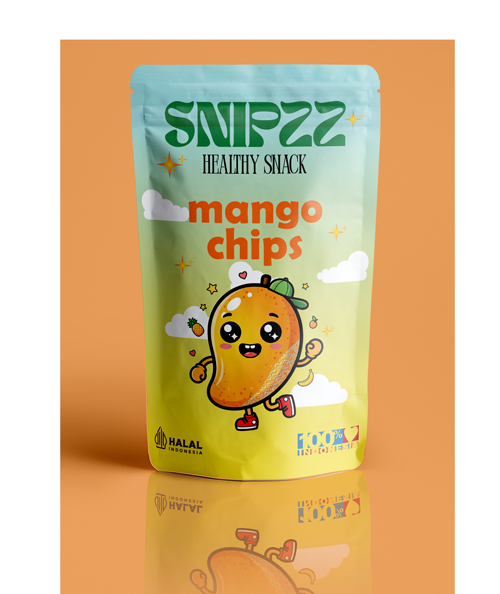 SNIPZZ
HEALTHY SNACK
mango
chips
HALAL
INDONESIA
100%
INDONESIA